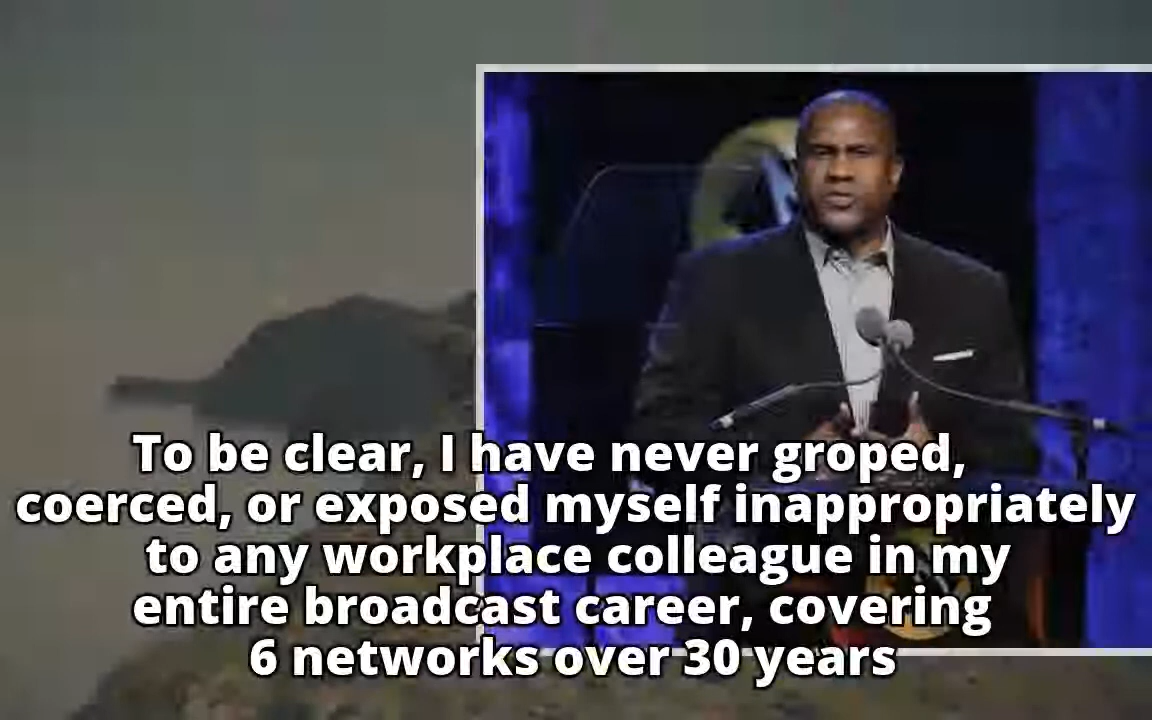 To be clear, I have never groped,
coerced, or exposed myself inappropriately
to any workplace colleague in my
entire broadcast career, covering
6 networks over 30 years